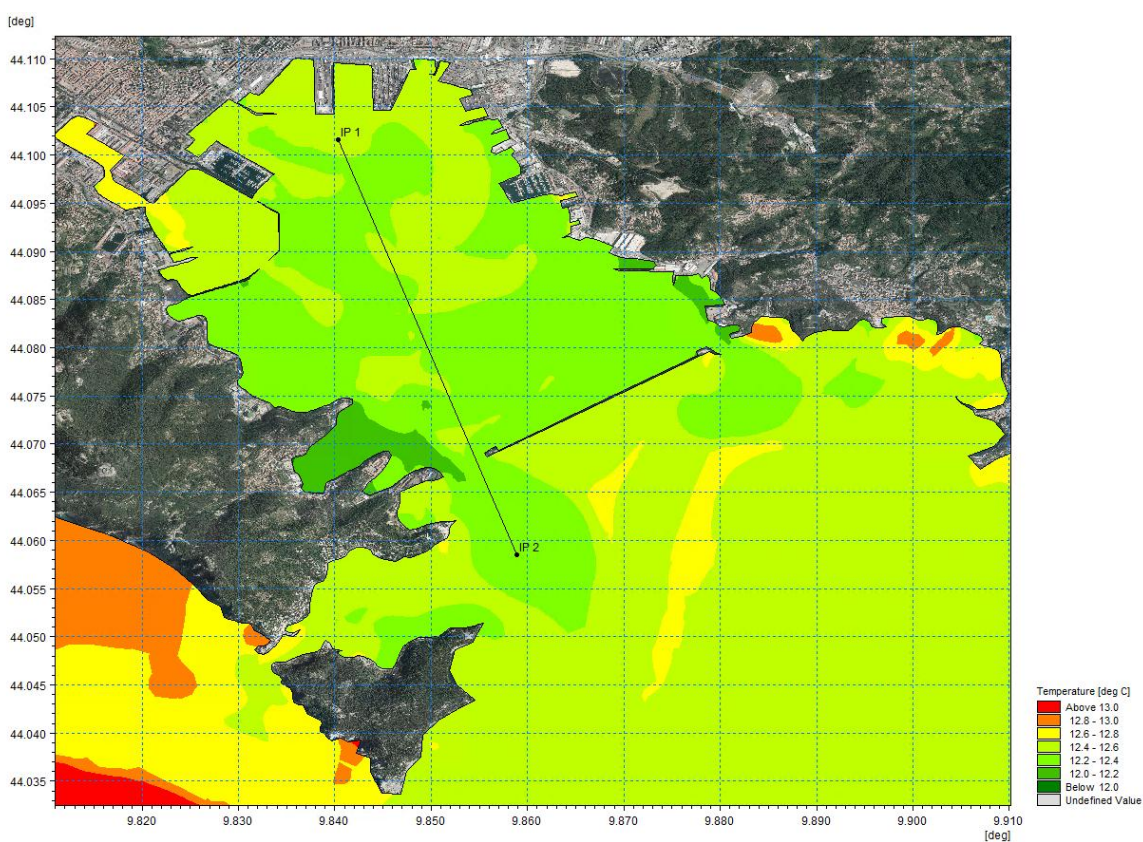 [deg]
44.110
44.105
44.100
44.095
44.090
44.085
44.080
44.075
44.070
44.065
44.060
44.055
44.050
44.045
44.040
44.035
IP 1
IP 2
9.820 9.830 9.840 9.850 9.860 9.870 9.880 9.890 9.900 9.910
[deg]
Temperature [deg C]
Above 13.0
12.8 - 13.0
12.6 - 12.8
12.4 - 12.6
12.2 - 12.4
12.0 - 12.2
Below 12.0
Undefined Value